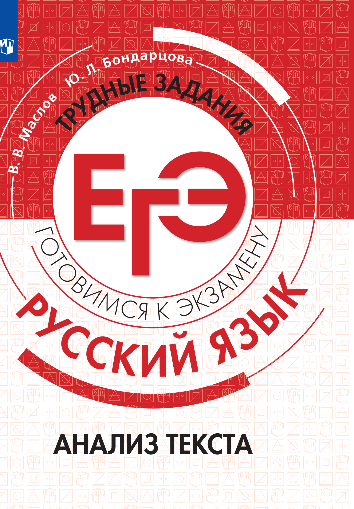 В. В. Маслов Ю. Л. Бондарцова
ТРУДНЫЕ ЗАДАНИЯ
ЕГЭ
ГОТОВИМСЯ К ЭКЗАМЕНУ
РУССКИЙ ЯЗЫК
АНАЛИЗ ТЕКСТА